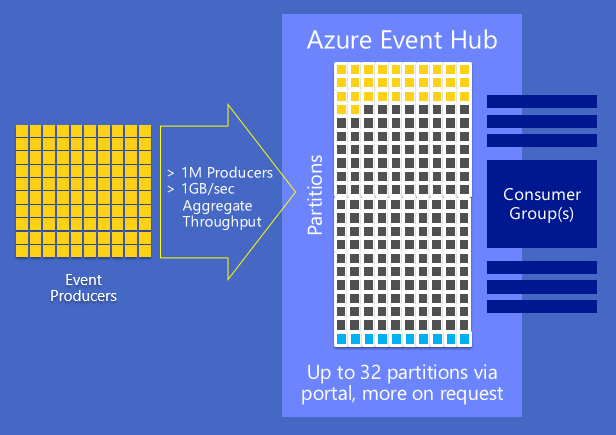 Azure Event Hub
> 1M Producers
> 1GB/sec
Aggregate
Throughput
Event
Producers
Partitions
Consumer
Group(s)
Up to 32 partitions via
portal, more on request